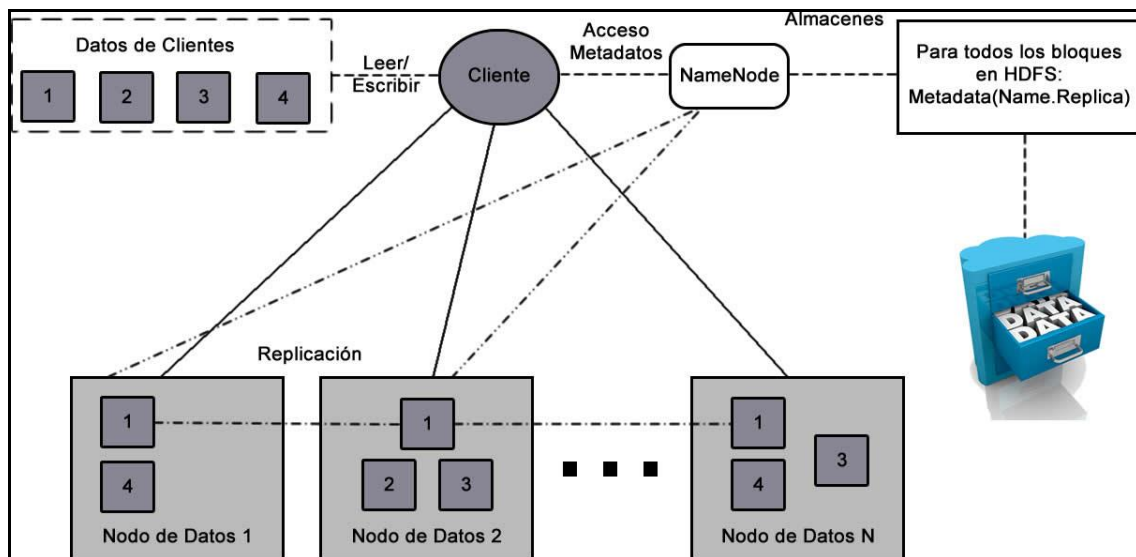 Datos de Clientes
1 2 3 4
Leer/
Escribir
Cliente
Acceso
Metadatos
NameNode
Almacenes
Para todos los bloques
en HDFS:
Metadata(Name.Replica)
DATA
DATA
Replicación
1
4
Nodo de Datos 1
1
2 3
Nodo de Datos 2
1
3
4
Nodo de Datos N